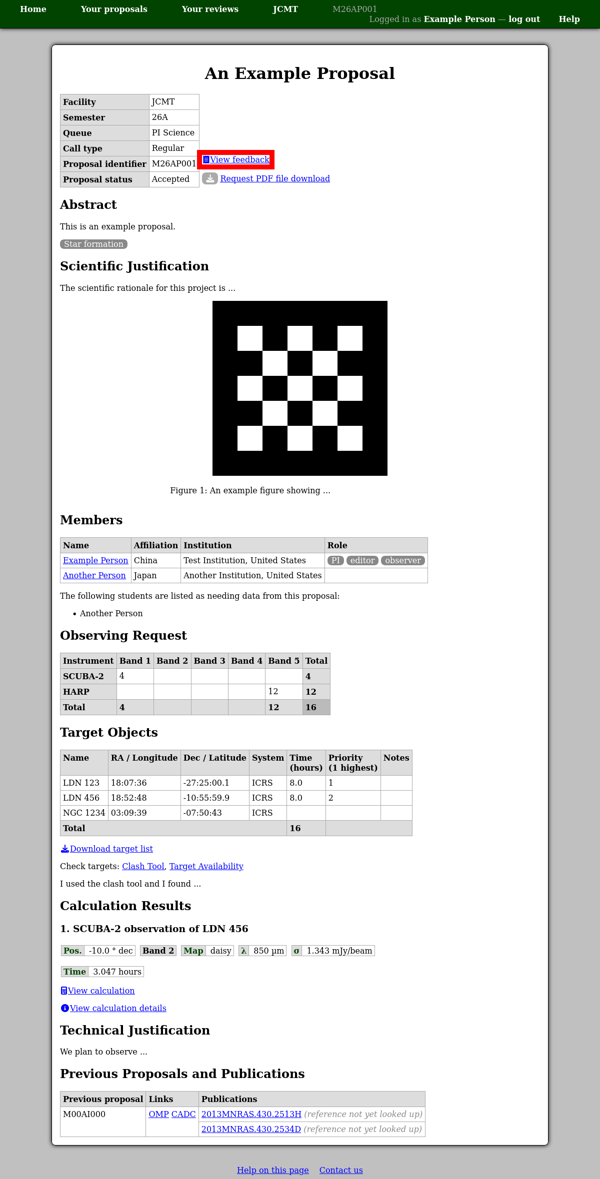 Home Your proposals Your reviews JCMT M26AP001
Logged in as Example Person — log out Help
An Example Proposal
Facility JCMT
Semester 26A
Queue PI Science
Call type Regular
Proposal identifier M26AP001 View feedback
Proposal status Accepted Request PDF file download
Abstract
This is an example proposal.
Star formation
Scientific Justification
The scientific rationale for this project is ...
Figure 1: An example figure showing ...
Members
Name Affiliation Institution Role
Example Person China Test Institution, United States PI editor observer
Another Person Japan Another Institution, United States
The following students are listed as needing data from this proposal:
• Another Person
Observing Request
Instrument Band 1 Band 2 Band 3 Band 4 Band 5 Total
SCUBA-2 4 4
HARP 12 12
Total 4 12 16
Target Objects
Name RA / Longitude Dec / Latitude System Time Priority Notes
(hours) (1 highest)
LDN 123 18:07:36 -27:25:00.1 ICRS 8.0 1
LDN 456 18:52:48 -10:55:59.9 ICRS 8.0 2
NGC 1234 03:09:39 -07:50:43 ICRS
Total 16
Download target list
Check targets: Clash Tool, Target Availability
I used the clash tool and I found ...
Calculation Results
1. SCUBA-2 observation of LDN 456
Pos. -10.0 ° dec Band 2 Map daisy λ 850 µm σ 1.343 mJy/beam
Time 3.047 hours
View calculation
View calculation details
Technical Justification
We plan to observe ...
Previous Proposals and Publications
Previous proposal Links Publications
M00AI000 OMP CADC 2013MNRAS.430.2513H (reference not yet looked up)
2013MNRAS.430.2534D (reference not yet looked up)
Help on this page Contact us